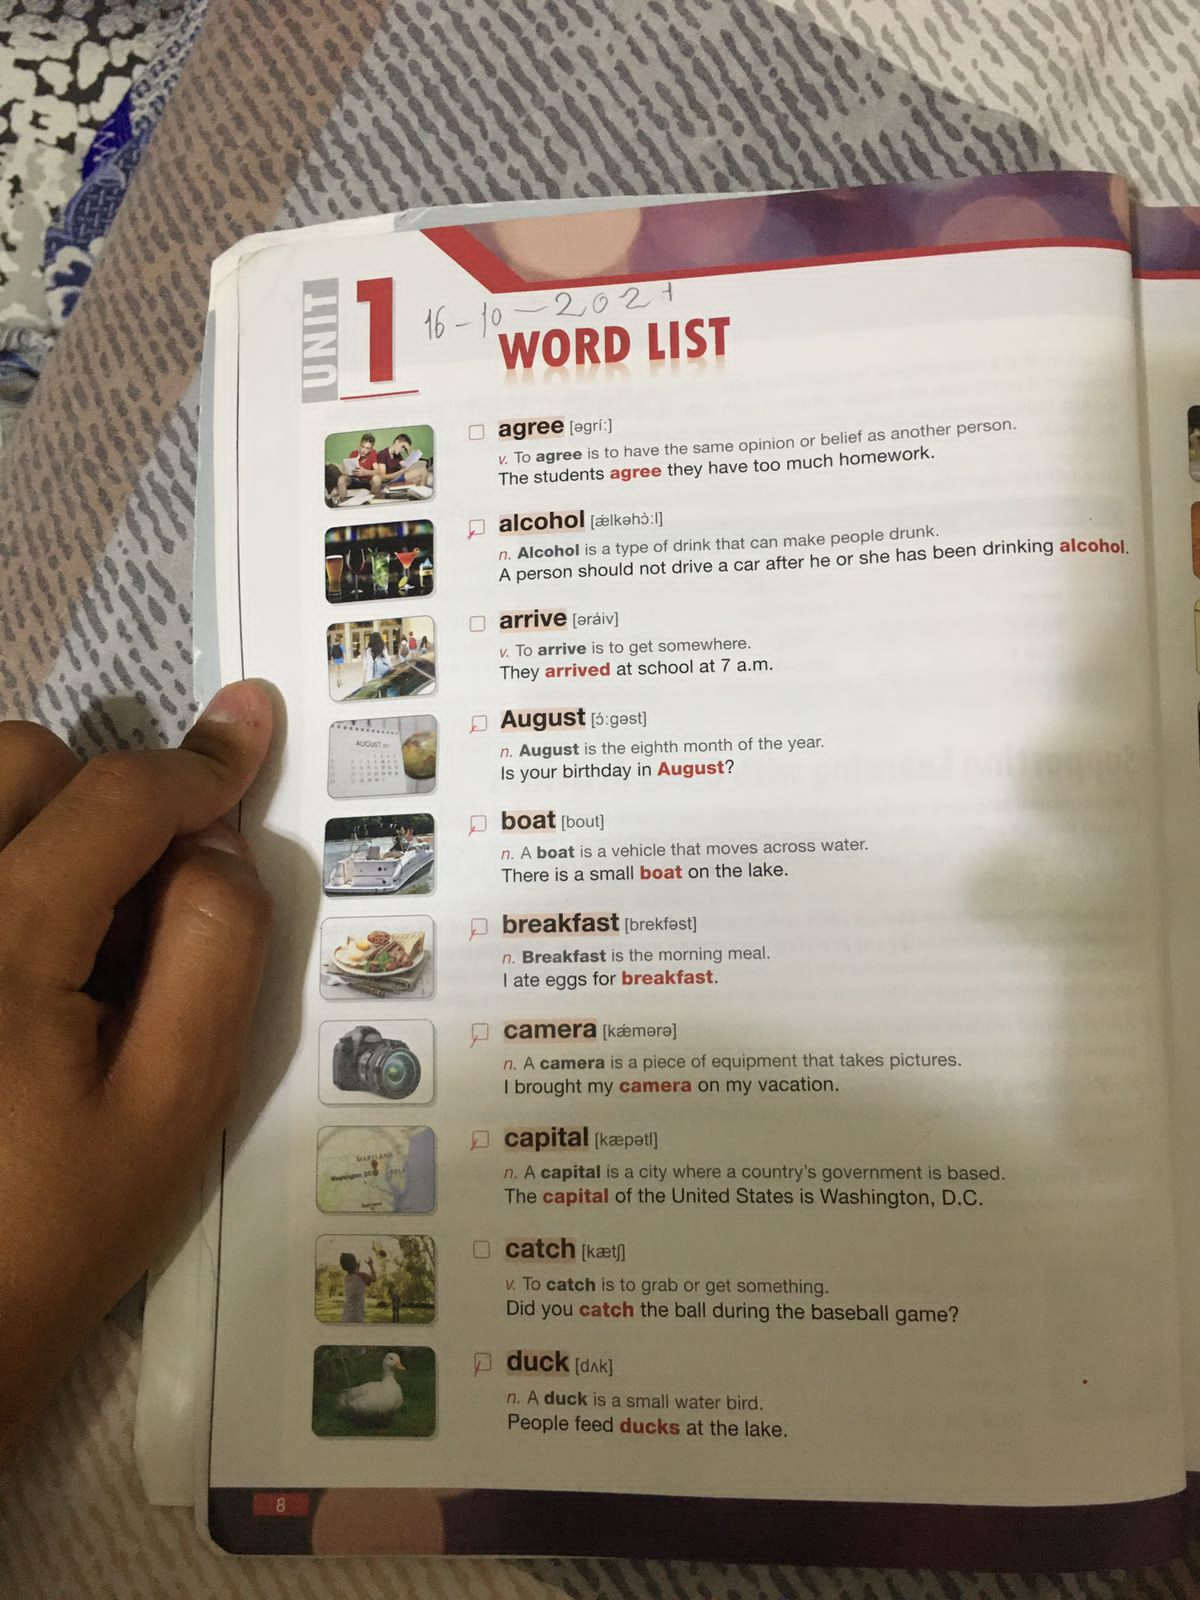 UNIT 1
16-10-2021
WORD LIST
agree [əgríː]
v. To agree is to have the same opinion or belief as another person.
The students agree they have too much homework.
alcohol [ǽlkəhɔ̀ːl]
n. Alcohol is a type of drink that can make people drunk.
A person should not drive a car after he or she has been drinking alcohol.
arrive [əráiv]
v. To arrive is to get somewhere.
They arrived at school at 7 a.m.
August [ɔ́ːgəst]
n. August is the eighth month of the year.
Is your birthday in August?
boat [bout]
n. A boat is a vehicle that moves across water.
There is a small boat on the lake.
breakfast [brekfəst]
n. Breakfast is the morning meal.
I ate eggs for breakfast.
camera [kǽmərə]
n. A camera is a piece of equipment that takes pictures.
I brought my camera on my vacation.
capital [kæpətl]
n. A capital is a city where a country's government is based.
The capital of the United States is Washington, D.C.
catch [kætʃ]
v. To catch is to grab or get something.
Did you catch the ball during the baseball game?
duck [dʌk]
n. A duck is a small water bird.
People feed ducks at the lake.
8
AUGUST
MARYLAND